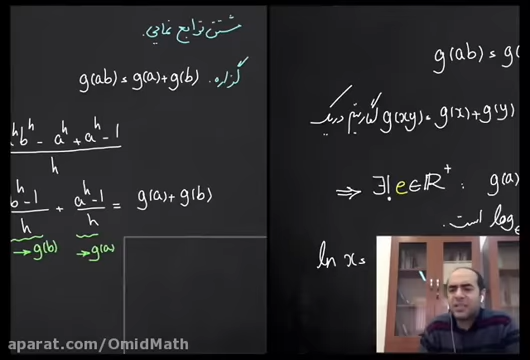 مشتق توابع نمایی.
گزاره. g(ab) = g(a) + g(b)
b^h - a^h + a^h - 1
h
b^h - 1 / h + a^h - 1 / h = g(a) + g(b)
→ g(b) → g(a)
g(ab) = g(
g(xy) = g(x) + g(y)
⇒ ∃! e ∈ ℝ^+ : g(a)
log است.
ln x =
aparat.com/OmidMath